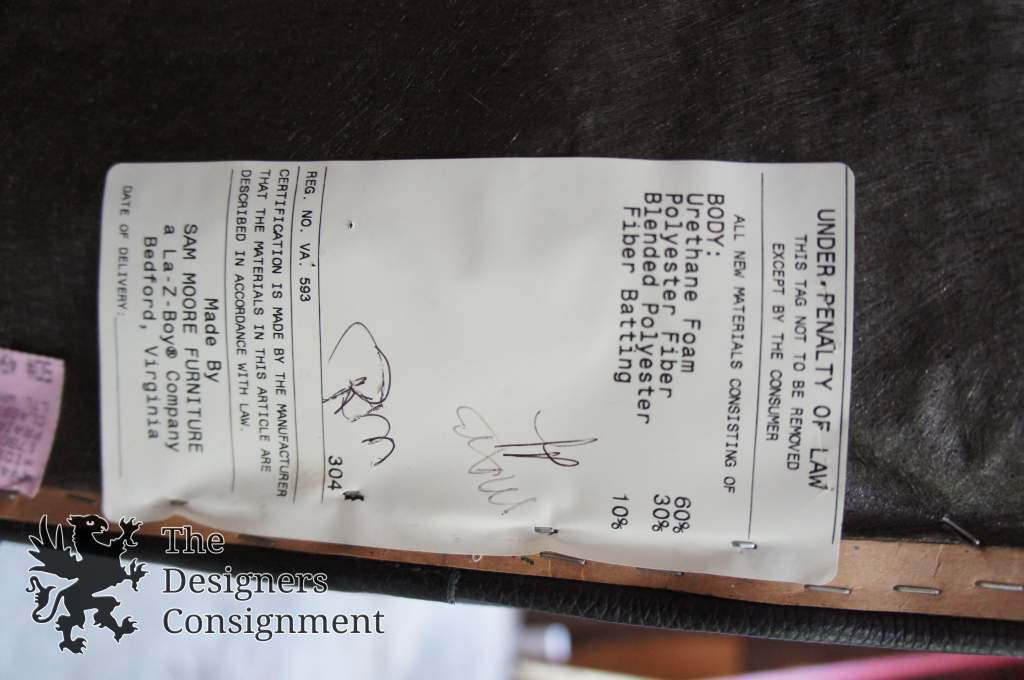 UNDER PENALTY OF LAW
THIS TAG NOT TO BE REMOVED
EXCEPT BY THE CONSUMER
ALL NEW MATERIALS CONSISTING OF
BODY:
Urethane Foam 60%
Polyester Fiber 30%
Blended Polyester
Fiber Batting 10%
304
REG. NO. VA. 593
CERTIFICATION IS MADE BY THE MANUFACTURER
THAT THE MATERIALS IN THIS ARTICLE ARE
DESCRIBED IN ACCORDANCE WITH LAW.
Made By
SAM MOORE FURNITURE
a La-Z-Boy® Company
Bedford, Virginia
DATE OF DELIVERY:
The
Designers
Consignment